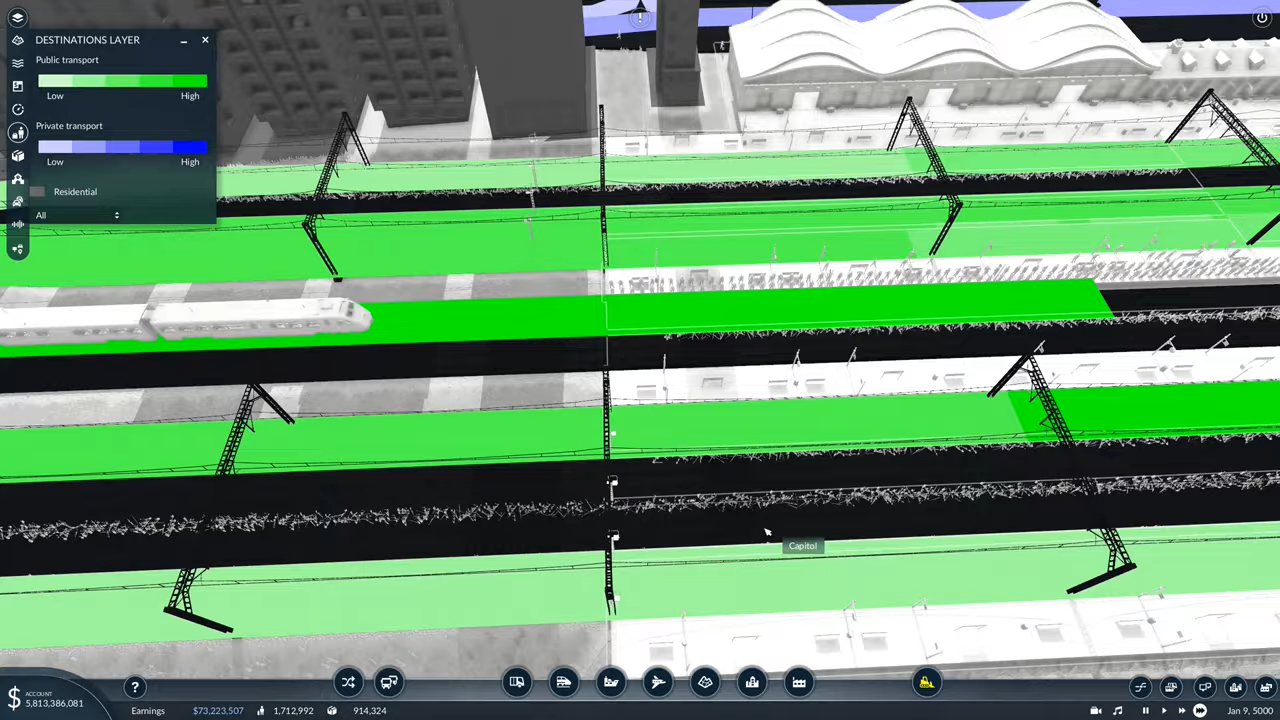 DESTINATIONS LAYER
Public transport
Low High
Private transport
Low High
Residential
All
Capitol
ACCOUNT
$ 5,813,386,081
?
Earnings $73,223,507 1,712,992 914,324 Jan 9, 5000